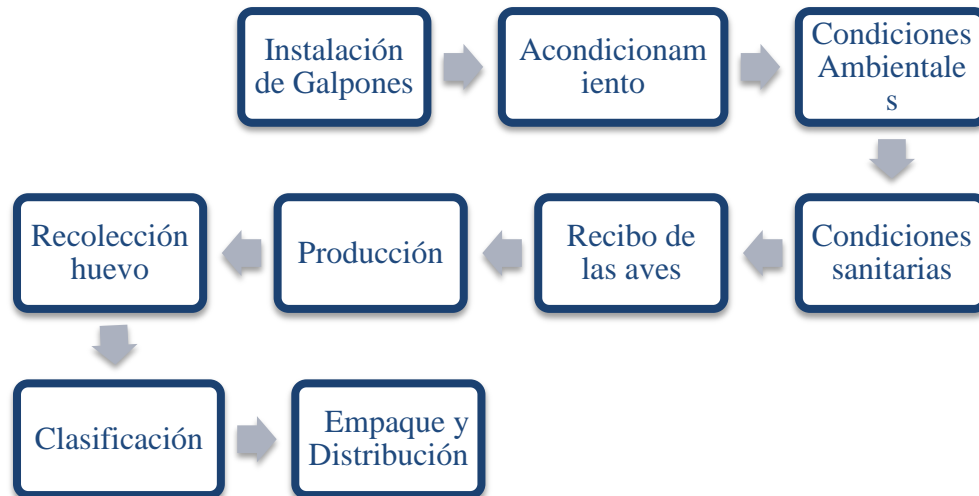 Instalación
de Galpones
Acondicionam
iento
Condiciones
Ambientale
s
Condiciones
sanitarias
Recibo de
las aves
Producción
Recolección
huevo
Clasificación
Empaque y
Distribución